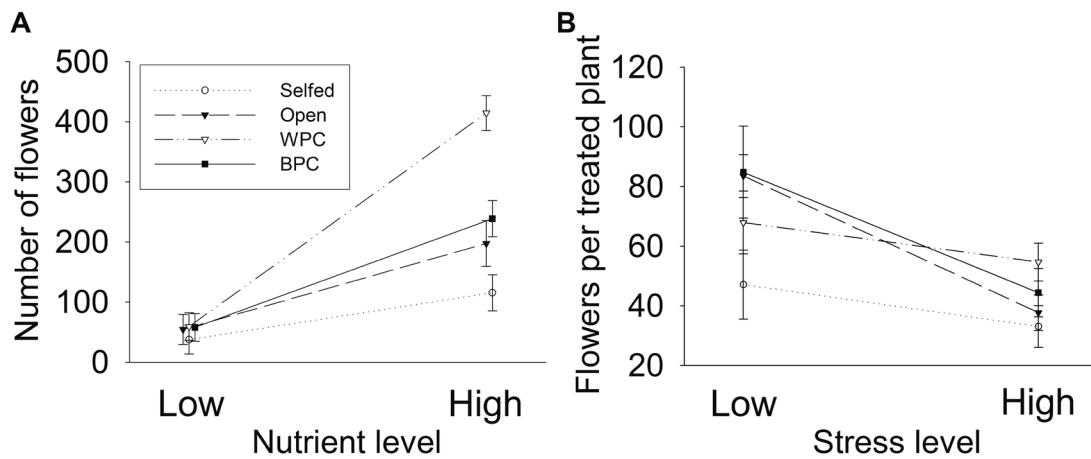 A
Number of flowers
500
400
300
200
100
0
Selfed
Open
WPC
BPC
Low
High
Nutrient level
B
Flowers per treated plant
120
100
80
60
40
20
Low
High
Stress level